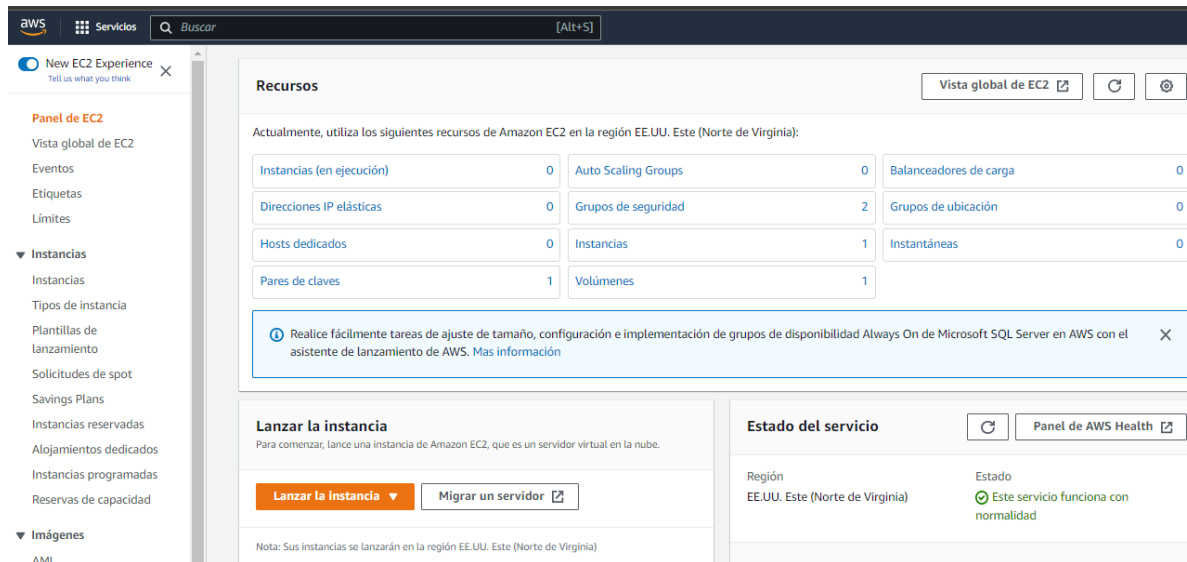 aws
Servicios
Buscar
[Alt+S]
New EC2 Experience
Tell us what you think
Panel de EC2
Vista global de EC2
Eventos
Etiquetas
Límites
Instancias
Instancias
Tipos de instancia
Plantillas de
lanzamiento
Solicitudes de spot
Savings Plans
Instancias reservadas
Alojamientos dedicados
Instancias programadas
Reservas de capacidad
Imágenes
AMI
Recursos
Vista global de EC2
Actualmente, utiliza los siguientes recursos de Amazon EC2 en la región EE.UU. Este (Norte de Virginia):
Instancias (en ejecución) 0
Auto Scaling Groups 0
Balanceadores de carga 0
Direcciones IP elásticas 0
Grupos de seguridad 2
Grupos de ubicación 0
Hosts dedicados 0
Instancias 1
Instantáneas 0
Pares de claves 1
Volúmenes 1
Realice fácilmente tareas de ajuste de tamaño, configuración e implementación de grupos de disponibilidad Always On de Microsoft SQL Server en AWS con el
asistente de lanzamiento de AWS. Mas información
Lanzar la instancia
Para comenzar, lance una instancia de Amazon EC2, que es un servidor virtual en la nube.
Lanzar la instancia
Migrar un servidor
Nota: Sus instancias se lanzarán en la región EE.UU. Este (Norte de Virginia)
Estado del servicio
Panel de AWS Health
Región
EE.UU. Este (Norte de Virginia)
Estado
Este servicio funciona con
normalidad